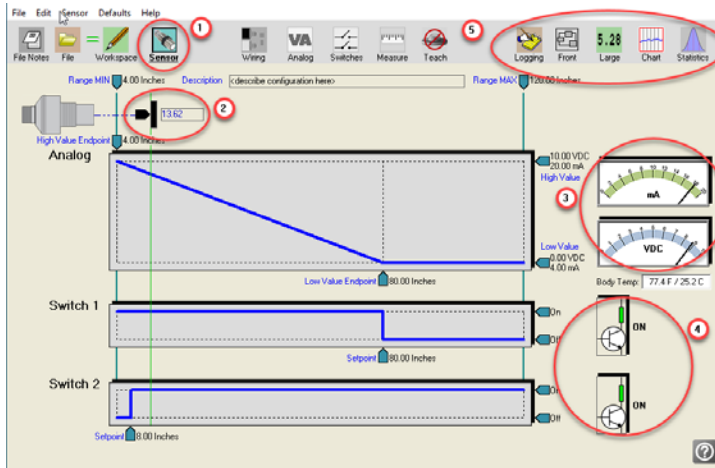 File Edit Sensor Defaults Help
1
5
File Notes File = Workspace Sensor Wiring VA Analog Switches Measure Teach Logging Front 5.28 Large Chart Statistics
Range MIN 4.00 Inches Description <describe configuration here> Range MAX 120.00 Inches
2
13.62
High Value Endpoint 4.00 Inches
Analog
10.00 VDC
20.00 mA
High Value
3
mA
VDC
Low Value
0.00 VDC
4.00 mA
Low Value Endpoint 80.00 Inches
Body Temp: 77.4 F / 25.2 C
Switch 1
On
ON
4
Off
Setpoint 80.00 Inches
Switch 2
On
ON
Off
Setpoint 8.00 Inches
?